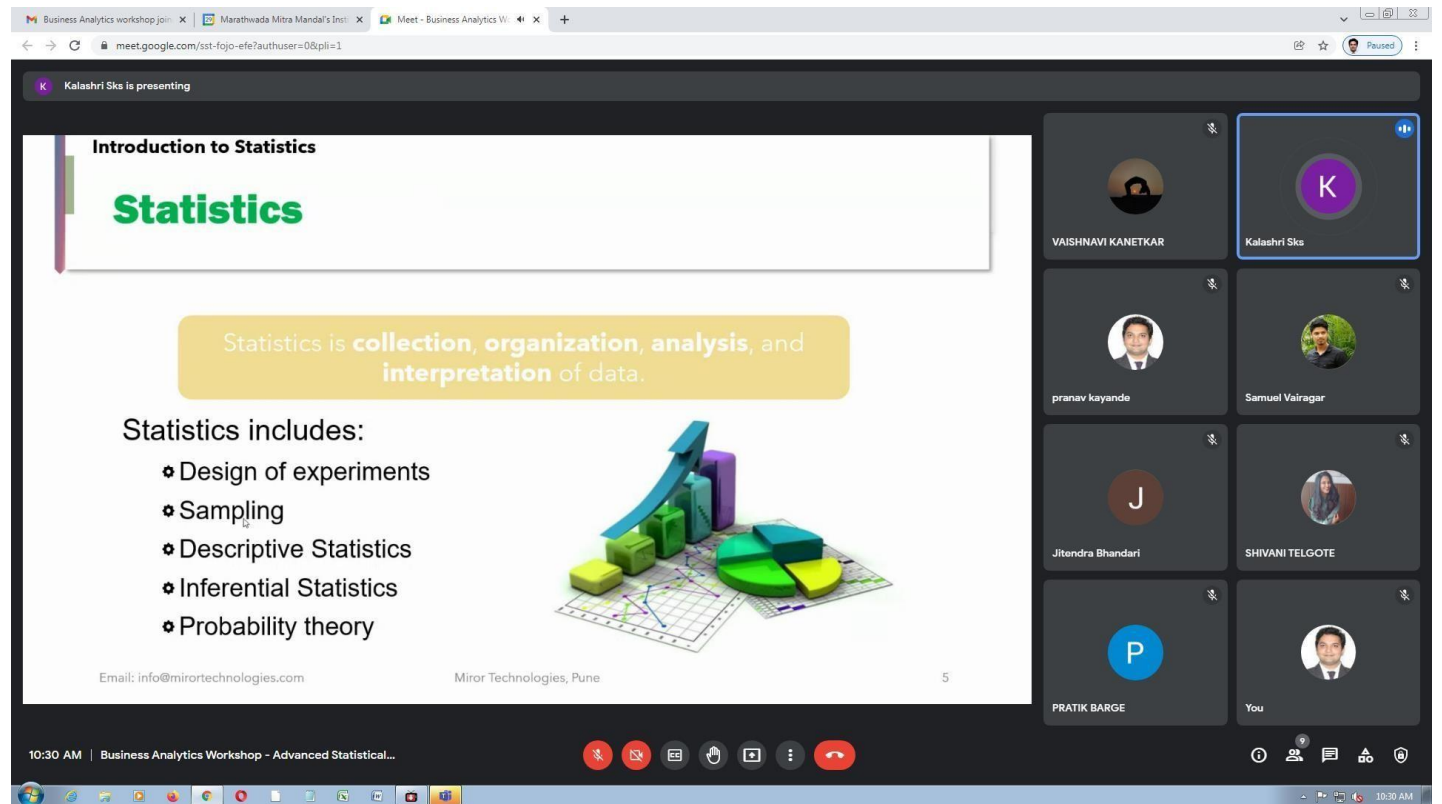 Business Analytics workshop join
Marathwada Mitra Mandal's Insti
Meet - Business Analytics W
meet.google.com/sst-fojo-efe?authuser=0&pli=1
Paused
K
Kalashri Sks is presenting
Introduction to Statistics
Statistics
Statistics is collection, organization, analysis, and
interpretation of data.
Statistics includes:
Design of experiments
Sampling
Descriptive Statistics
Inferential Statistics
Probability theory
Email: info@mirortechnologies.com
Miror Technologies, Pune
5
VAISHNAVI KANETKAR
K
Kalashri Sks
pranav kayande
Samuel Vairagar
J
Jitendra Bhandari
SHIVANI TELGOTE
P
PRATIK BARGE
You
10:30 AM | Business Analytics Workshop - Advanced Statistical...
CC
9
10:30 AM